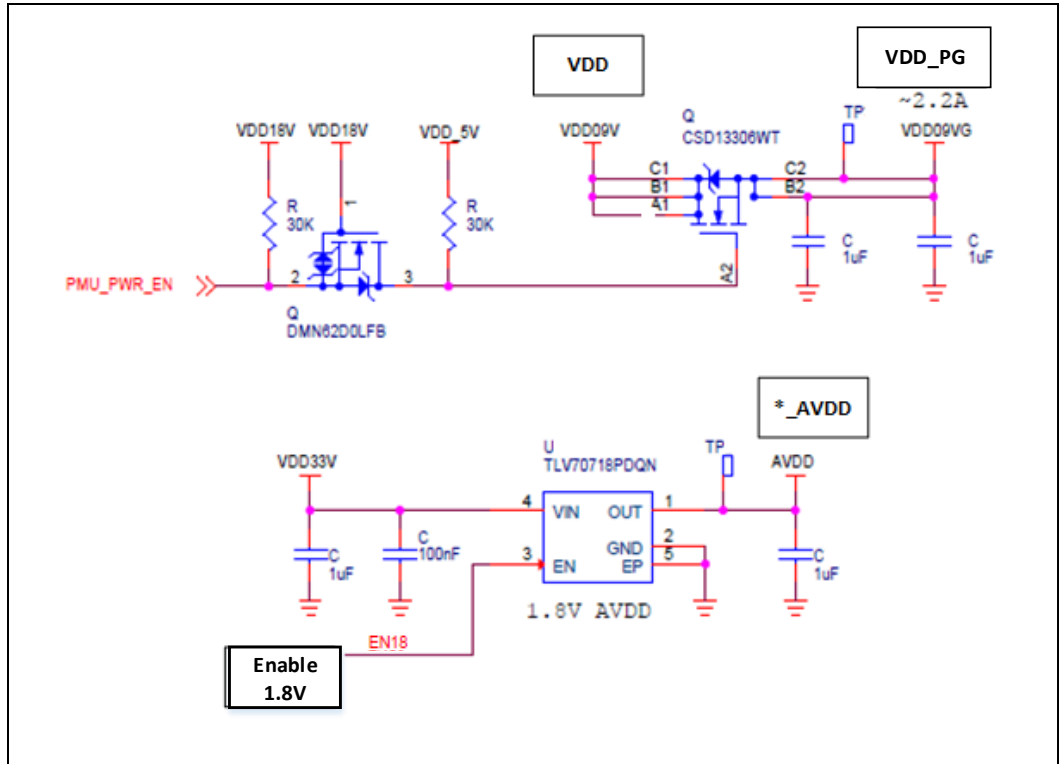 VDD
VDD_PG
~2.2A
VDD18V
VDD18V
VDD_5V
VDD09V
Q
CSD13306WT
TP
VDD09VG
C1
B1
A1
C2
B2
A2
R
30K
1
R
30K
C
1uF
C
1uF
PMU_PWR_EN
2
3
Q
DMN62D0LFB
*_AVDD
VDD33V
U
TLV70718PDQN
TP
AVDD
4
VIN
OUT
1
GND
2
3
EN
EP
5
C
1uF
C
100nF
C
1uF
1.8V AVDD
EN18
Enable
1.8V